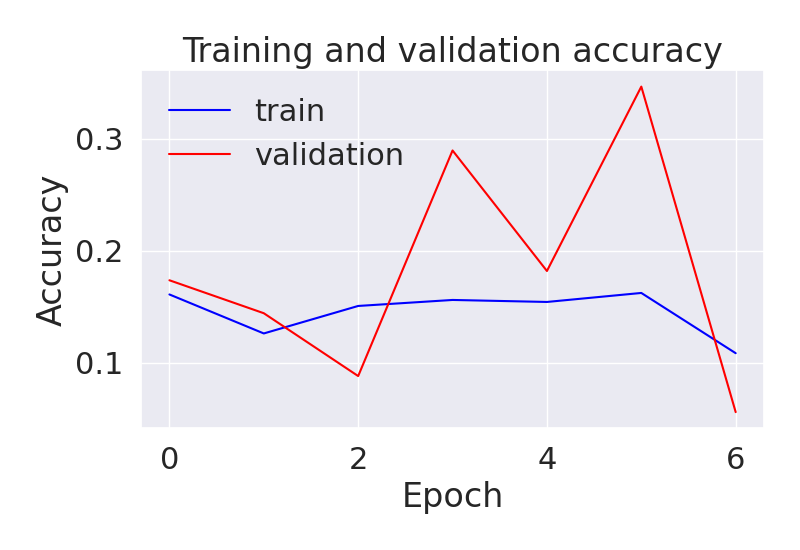 Training and validation accuracy
train
validation
0.3
0.2
0.1
Accuracy
0 2 4 6
Epoch